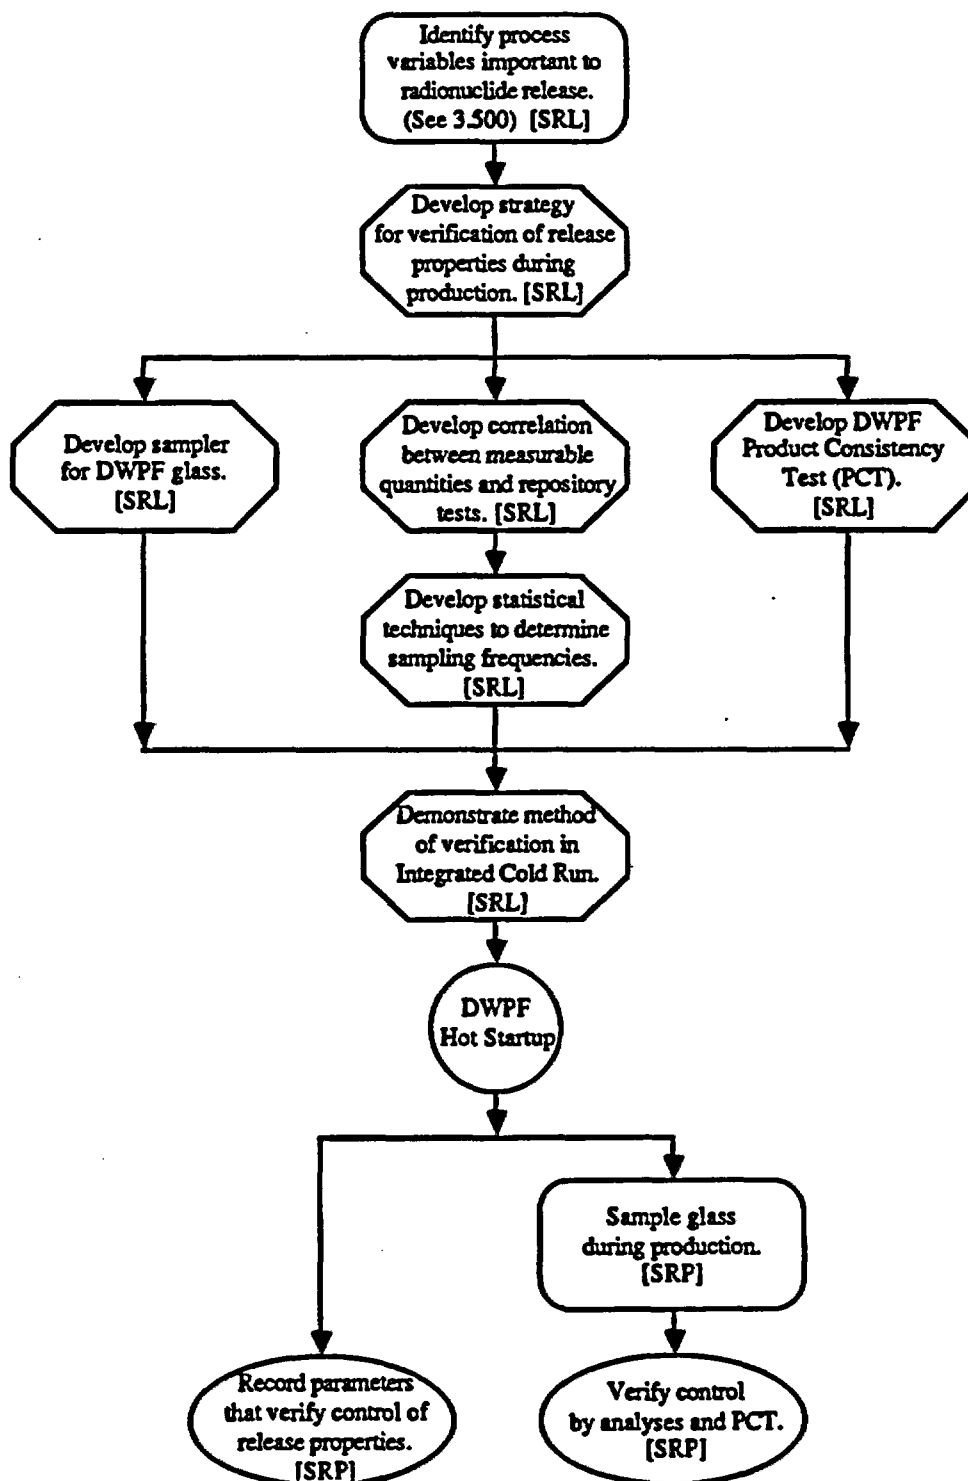 Identify process
variables important to
radionuclide release.
(See 3.500) [SRL]
Develop strategy
for verification of release
properties during
production. [SRL]
Develop sampler
for DWPF glass.
[SRL]
Develop correlation
between measurable
quantities and repository
tests. [SRL]
Develop DWPF
Product Consistency
Test (PCT).
[SRL]
Develop statistical
techniques to determine
sampling frequencies.
[SRL]
Demonstrate method
of verification in
Integrated Cold Run.
[SRL]
DWPF
Hot Startup
Sample glass
during production.
[SRP]
Record parameters
that verify control of
release properties.
[SRP]
Verify control
by analyses and PCT.
[SRP]